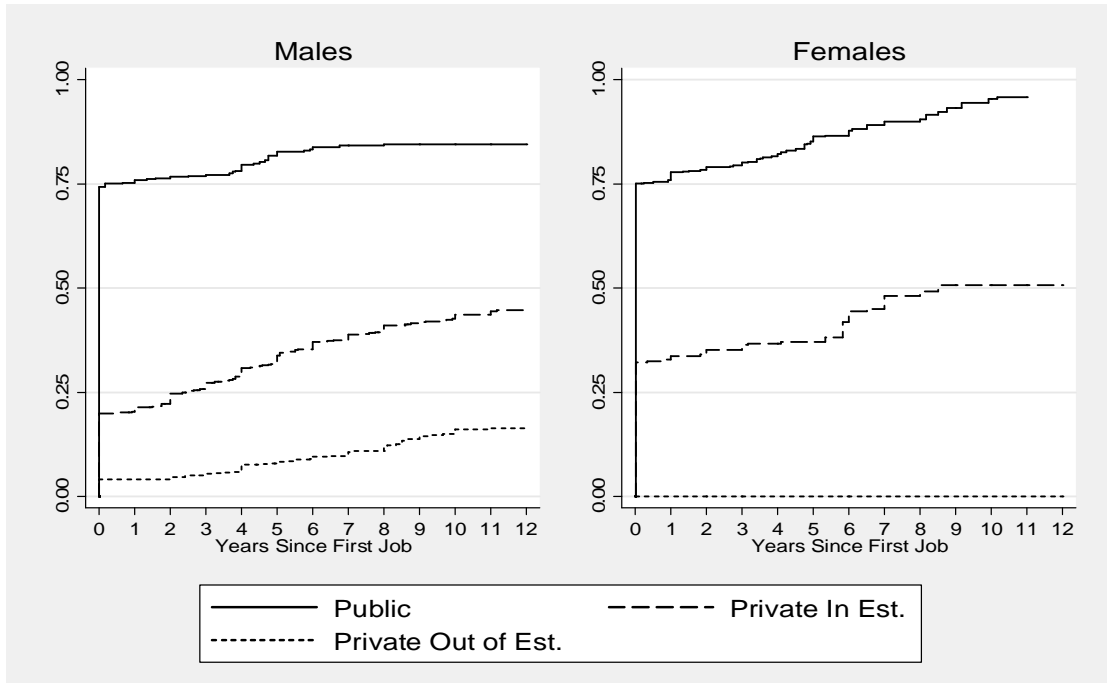 Males
Females
1.00
0.75
0.50
0.25
0.00
0 1 2 3 4 5 6 7 8 9 10 11 12
Years Since First Job
1.00
0.75
0.50
0.25
0.00
0 1 2 3 4 5 6 7 8 9 10 11 12
Years Since First Job
Public
Private In Est.
Private Out of Est.